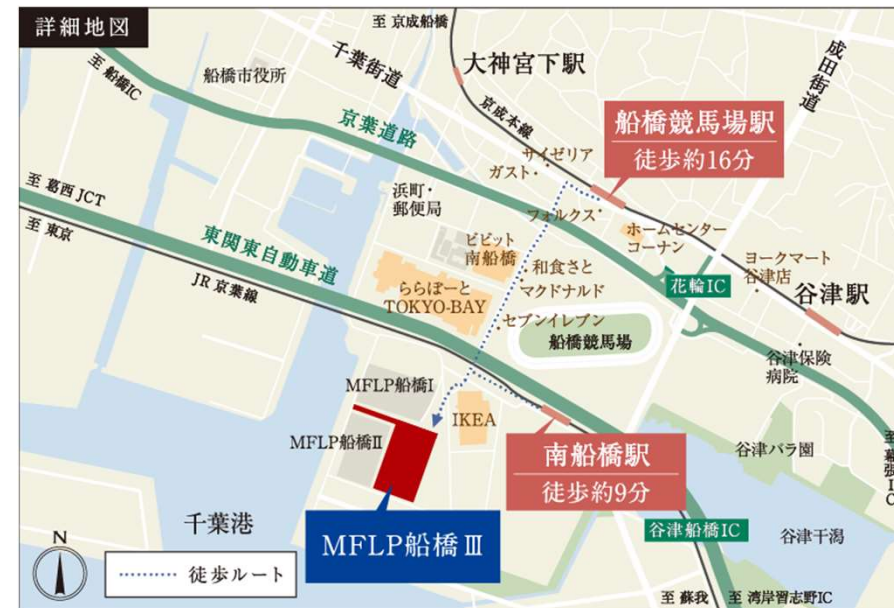 詳細地図
至 京成船橋
千葉街道
大神宮下駅
成田街道
至 船橋IC
船橋市役所
京葉道路
京成本線
船橋競馬場駅
徒歩約16分
サイゼリア
ガスト
至 葛西JCT
至 東京
浜町・
郵便局
フォルクス
ホームセンター
コーナン
東関東自動車道
JR京葉線
ビビット
南船橋
和食さと
マクドナルド
ヨークマート
谷津店
花輪IC
谷津駅
ららぽーと
TOKYO-BAY
セブンイレブン
船橋競馬場
谷津保険
病院
MFLP船橋I
IKEA
MFLP船橋II
南船橋駅
徒歩約9分
谷津バラ園
至 幕張IC
千葉港
MFLP船橋III
谷津船橋IC
谷津干潟
N
徒歩ルート
至 蘇我
至 湾岸習志野IC